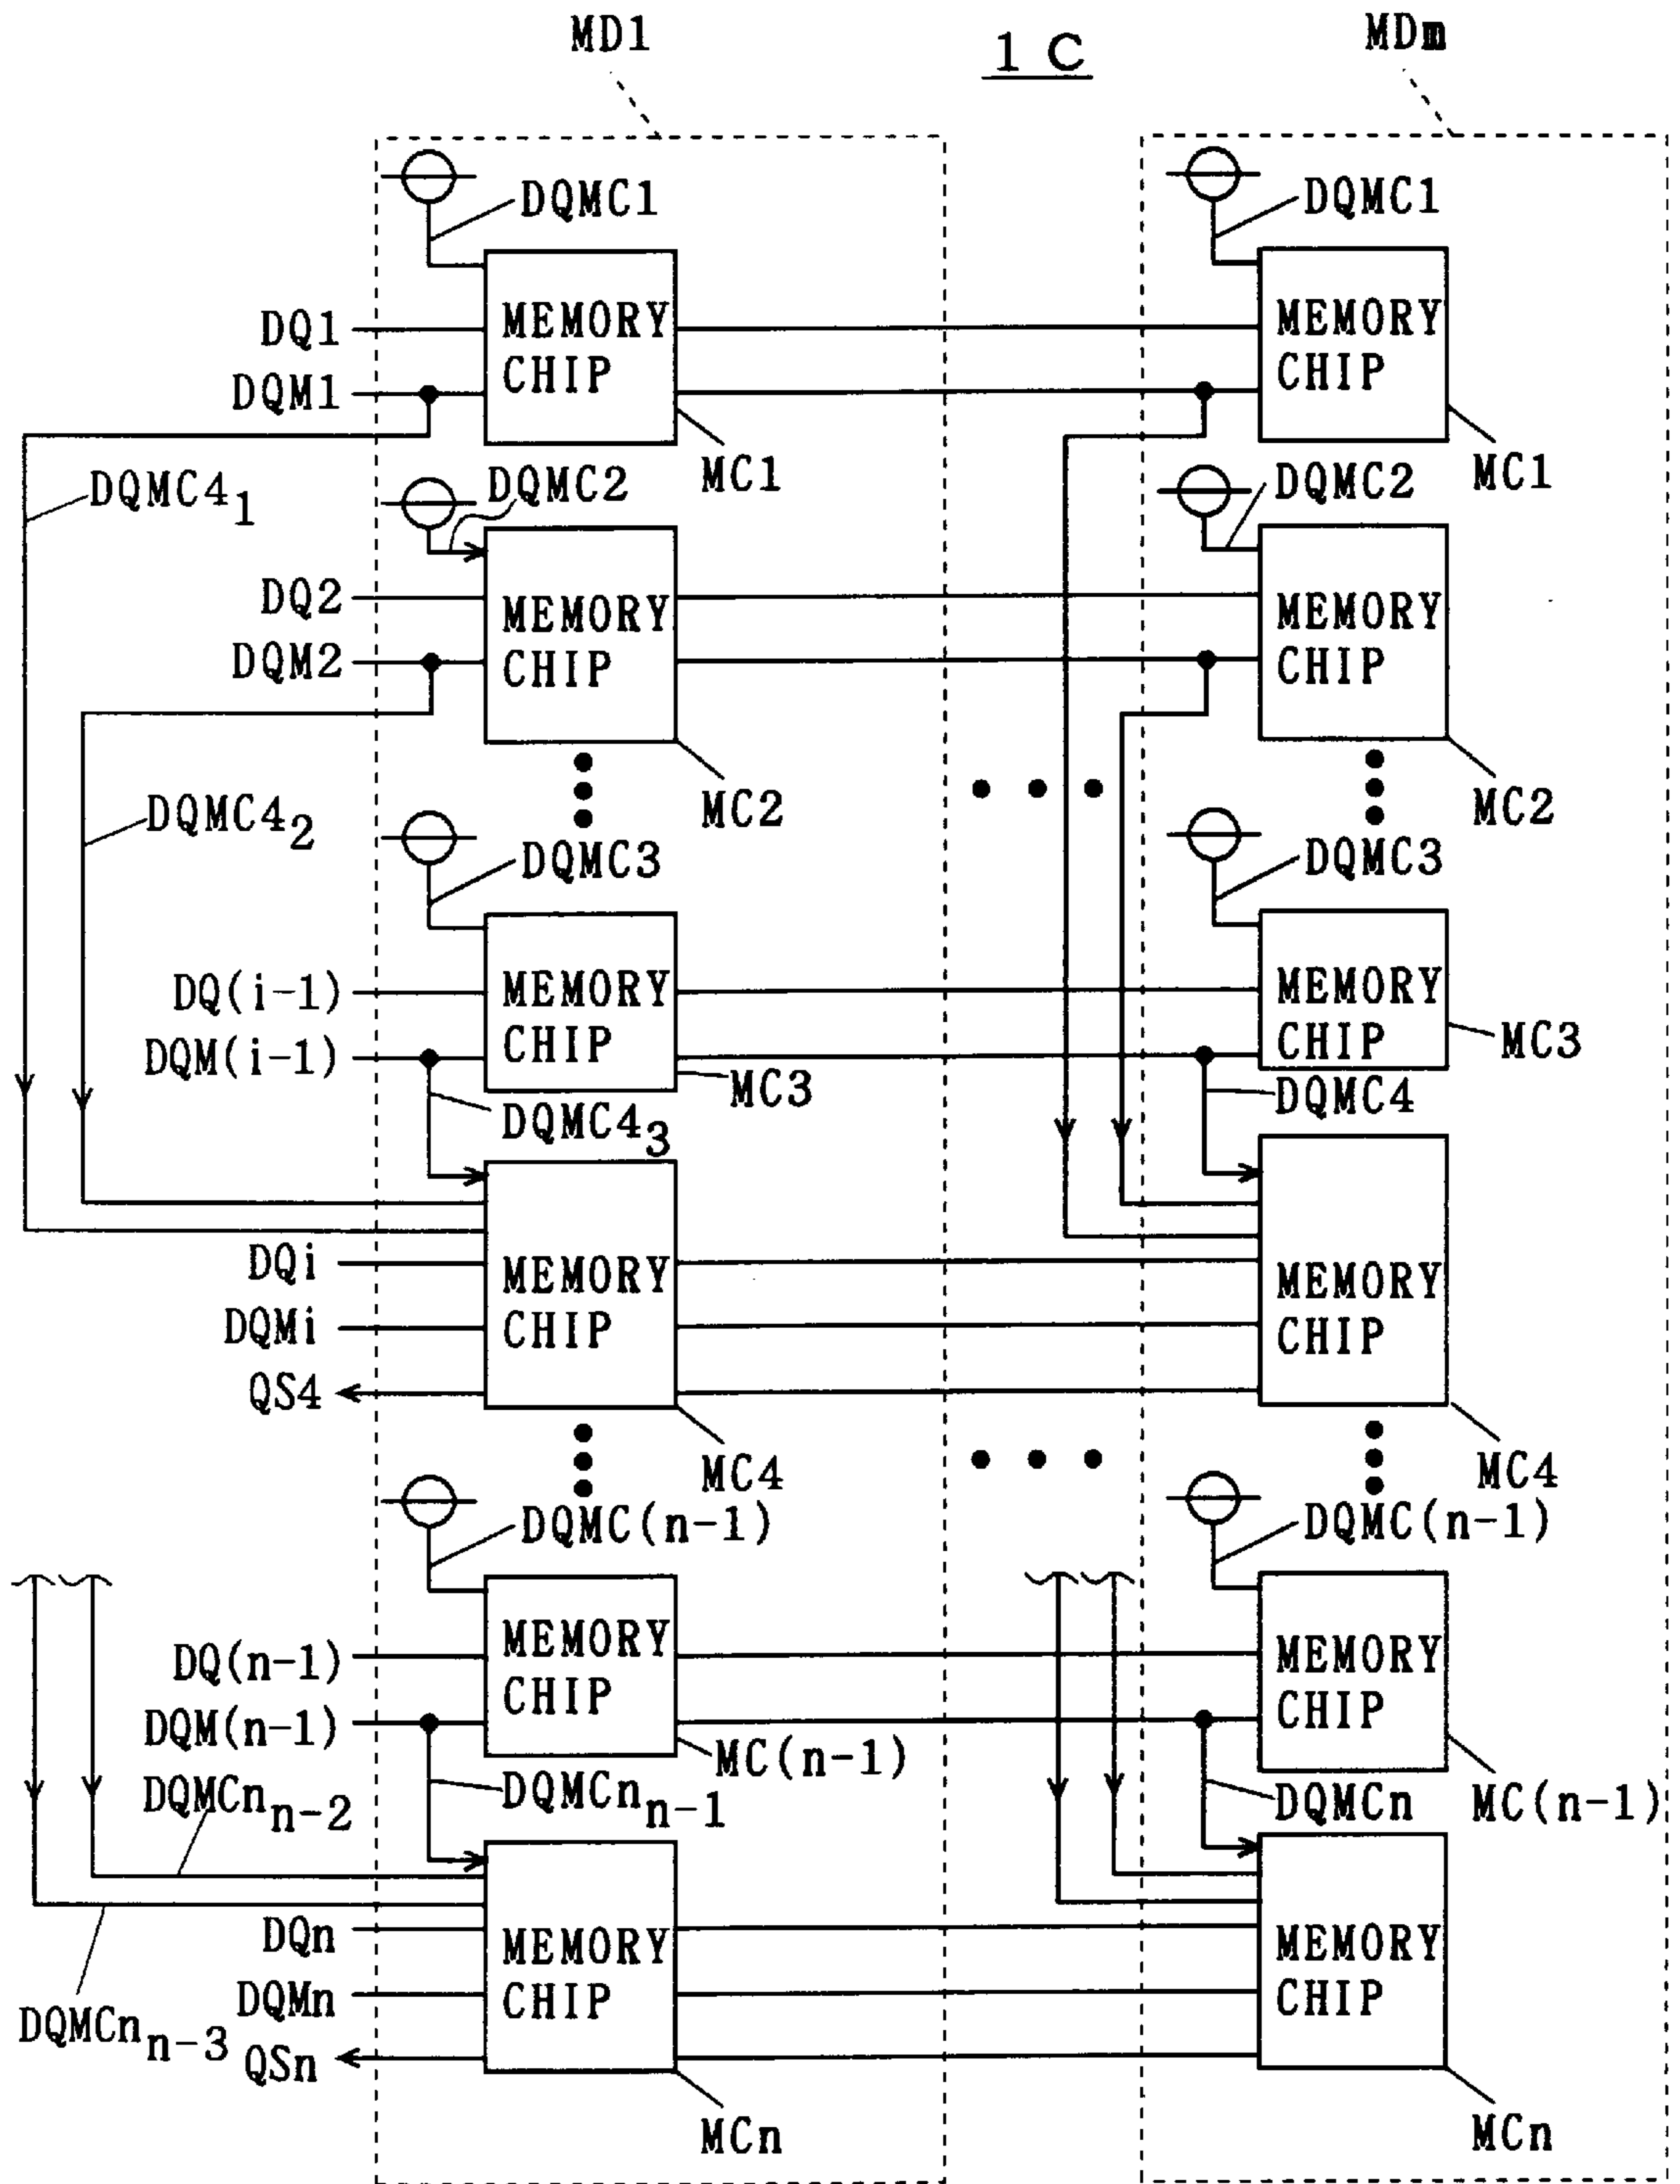 MD1
1 C
MDm
DQMC1
DQMC1
DQ1
MEMORY
CHIP
MEMORY
CHIP
DQM1
MC1
MC1
DQMC4₁
DQMC2
DQMC2
DQ2
MEMORY
CHIP
MEMORY
CHIP
DQM2
MC2
MC2
DQMC4₂
DQMC3
DQMC3
DQ(i-1)
MEMORY
CHIP
MEMORY
CHIP
DQM(i-1)
MC3
MC3
DQMC4₃
DQMC4
DQi
MEMORY
CHIP
MEMORY
CHIP
DQMi
QS4
MC4
MC4
DQMC(n-1)
DQMC(n-1)
DQ(n-1)
MEMORY
CHIP
MEMORY
CHIP
DQM(n-1)
MC(n-1)
MC(n-1)
DQMCnₙ₋₂
DQMCnₙ₋₁
DQMCn
DQn
MEMORY
CHIP
MEMORY
CHIP
DQMn
DQMCnₙ₋₃
QSn
MCn
MCn